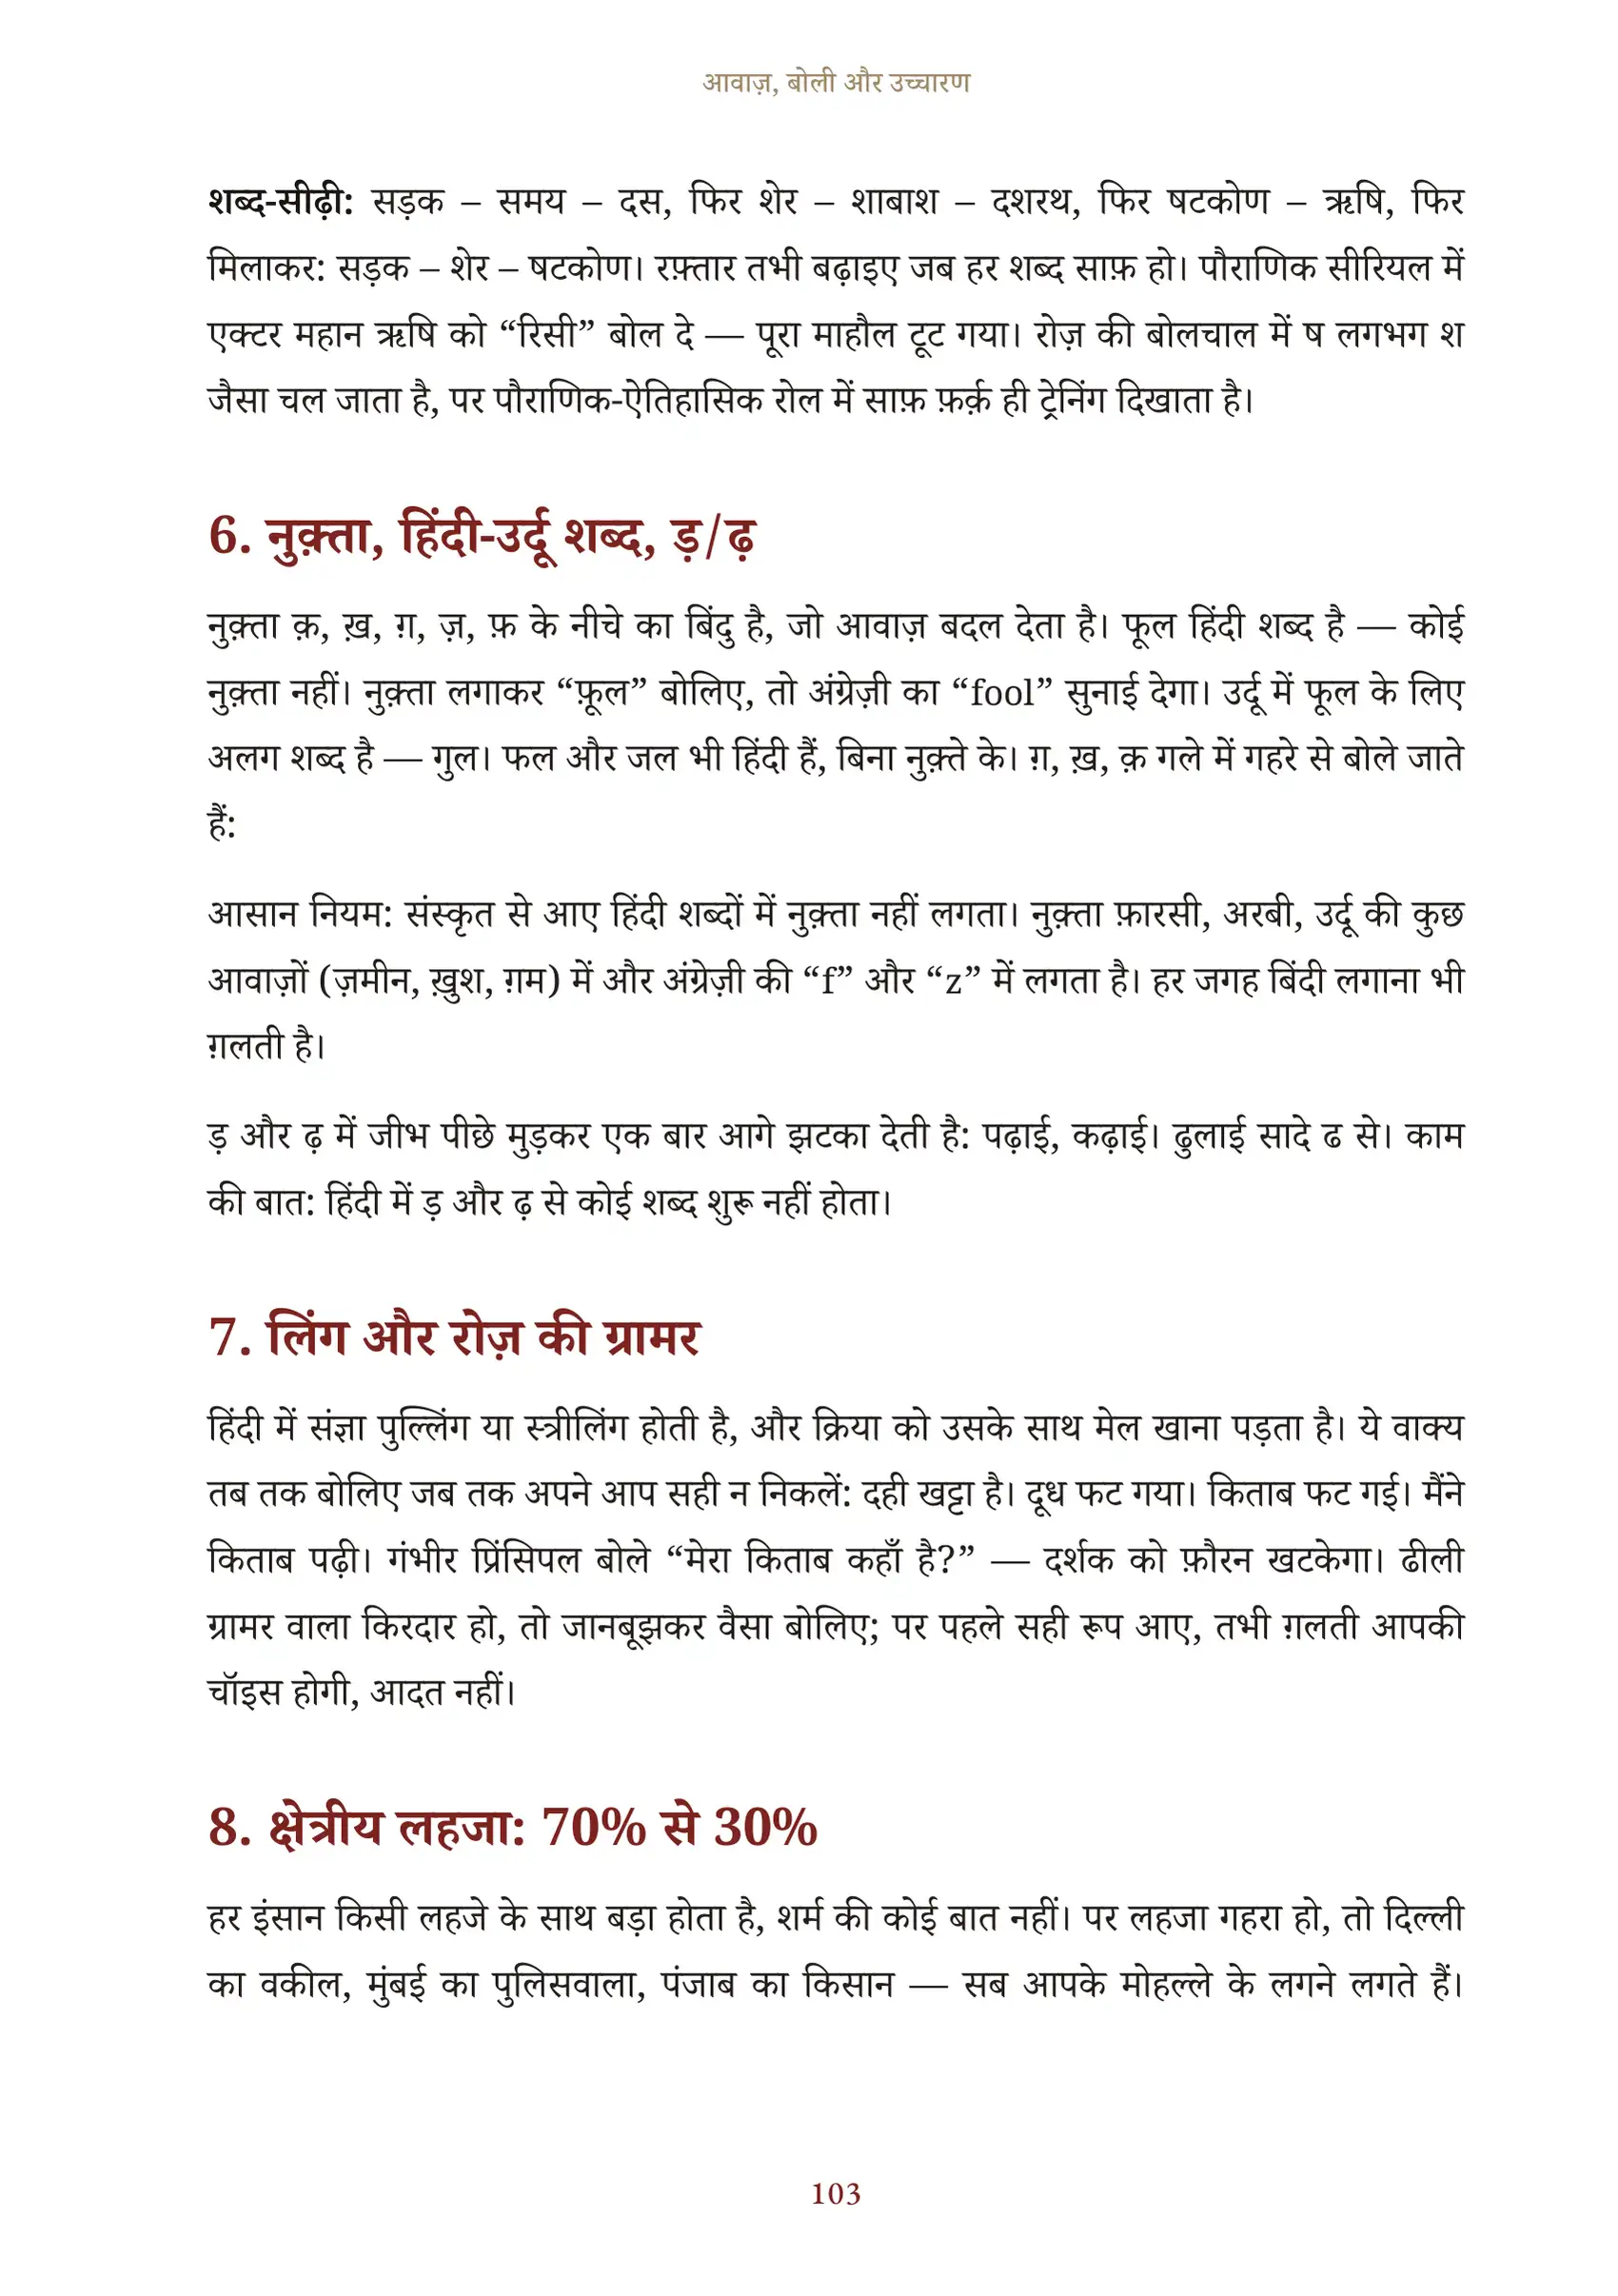 आवाज़, बोली और उच्चारण
शब्द-सीढ़ी: सड़क – समय – दस, फिर शेर – शाबाश – दशरथ, फिर षटकोण – ऋषि, फिर
मिलाकर: सड़क – शेर – षटकोण। रफ़्तार तभी बढ़ाइए जब हर शब्द साफ़ हो। पौराणिक सीरियल में
एक्टर महान ऋषि को “रिसी” बोल दे — पूरा माहौल टूट गया। रोज़ की बोलचाल में ष लगभग श
जैसा चल जाता है, पर पौराणिक-ऐतिहासिक रोल में साफ़ फ़र्क़ ही ट्रेनिंग दिखाता है।
6. नुक़्ता, हिंदी-उर्दू शब्द, ड़/ढ़
नुक़्ता क़, ख़, ग़, ज़, फ़ के नीचे का बिंदु है, जो आवाज़ बदल देता है। फूल हिंदी शब्द है — कोई
नुक़्ता नहीं। नुक़्ता लगाकर “फ़ूल” बोलिए, तो अंग्रेज़ी का “fool” सुनाई देगा। उर्दू में फूल के लिए
अलग शब्द है — गुल। फल और जल भी हिंदी हैं, बिना नुक़्ते के। ग़, ख़, क़ गले में गहरे से बोले जाते
हैं:
आसान नियम: संस्कृत से आए हिंदी शब्दों में नुक़्ता नहीं लगता। नुक़्ता फ़ारसी, अरबी, उर्दू की कुछ
आवाज़ों (ज़मीन, ख़ुश, ग़म) में और अंग्रेज़ी की “f” और “z” में लगता है। हर जगह बिंदी लगाना भी
ग़लती है।
ड़ और ढ़ में जीभ पीछे मुड़कर एक बार आगे झटका देती है: पढ़ाई, कढ़ाई। ढुलाई सादे ढ से। काम
की बात: हिंदी में ड़ और ढ़ से कोई शब्द शुरू नहीं होता।
7. लिंग और रोज़ की ग्रामर
हिंदी में संज्ञा पुल्लिंग या स्त्रीलिंग होती है, और क्रिया को उसके साथ मेल खाना पड़ता है। ये वाक्य
तब तक बोलिए जब तक अपने आप सही न निकलें: दही खट्टा है। दूध फट गया। किताब फट गई। मैंने
किताब पढ़ी। गंभीर प्रिंसिपल बोले “मेरा किताब कहाँ है?” — दर्शक को फ़ौरन खटकेगा। ढीली
ग्रामर वाला किरदार हो, तो जानबूझकर वैसा बोलिए; पर पहले सही रूप आए, तभी ग़लती आपकी
चॉइस होगी, आदत नहीं।
8. क्षेत्रीय लहजा: 70% से 30%
हर इंसान किसी लहजे के साथ बड़ा होता है, शर्म की कोई बात नहीं। पर लहजा गहरा हो, तो दिल्ली
का वकील, मुंबई का पुलिसवाला, पंजाब का किसान — सब आपके मोहल्ले के लगने लगते हैं।
103